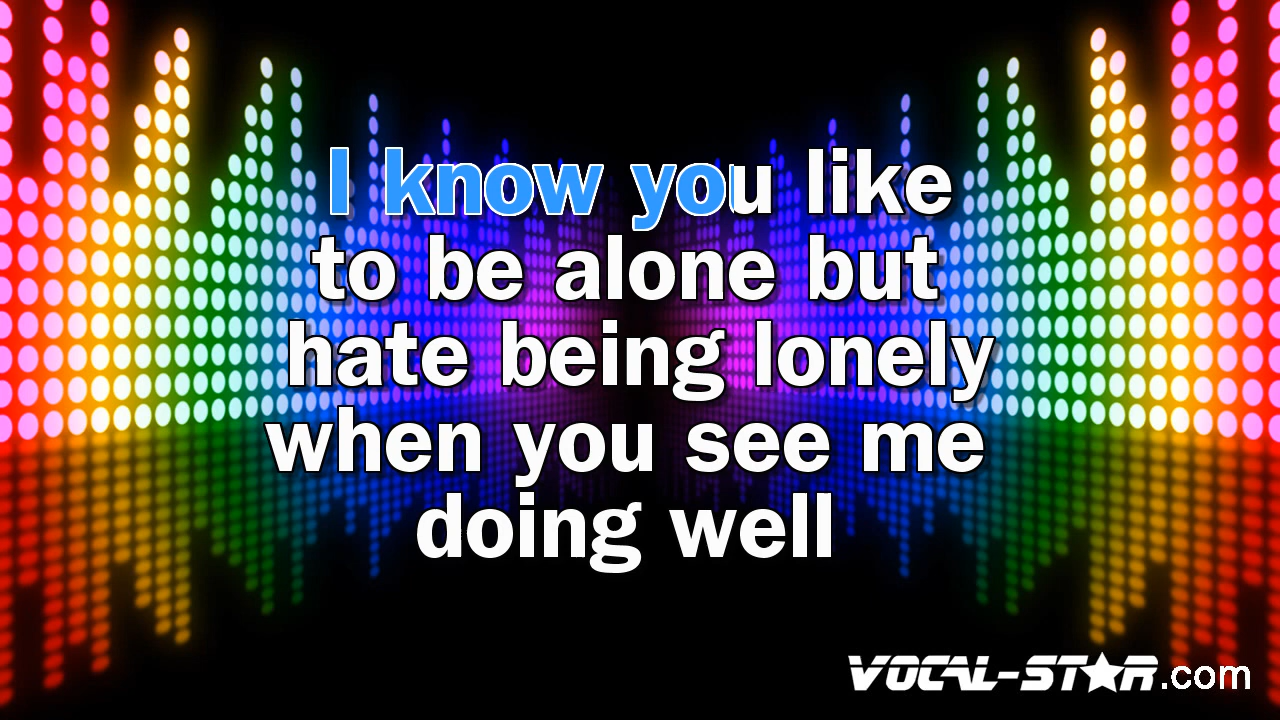 I know you like
to be alone but
hate being lonely
when you see me
doing well
VOCAL-STAR.com